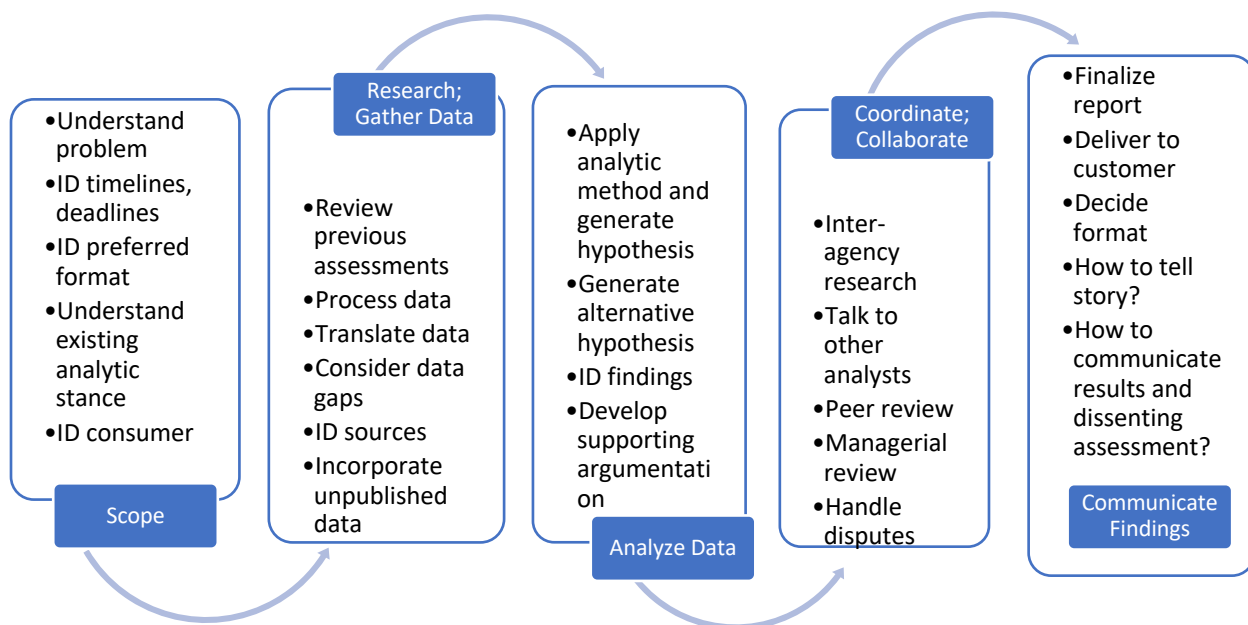 •Understand
problem
•ID timelines,
deadlines
•ID preferred
format
•Understand
existing
analytic
stance
•ID consumer
Scope
Research;
Gather Data
•Review
previous
assessments
•Process data
•Translate data
•Consider data
gaps
•ID sources
•Incorporate
unpublished
data
•Apply
analytic
method and
generate
hypothesis
•Generate
alternative
hypothesis
•ID findings
•Develop
supporting
argumentati
on
Analyze Data
Coordinate;
Collaborate
•Inter-
agency
research
•Talk to
other
analysts
•Peer review
•Managerial
review
•Handle
disputes
•Finalize
report
•Deliver to
customer
•Decide
format
•How to tell
story?
•How to
communicate
results and
dissenting
assessment?
Communicate
Findings